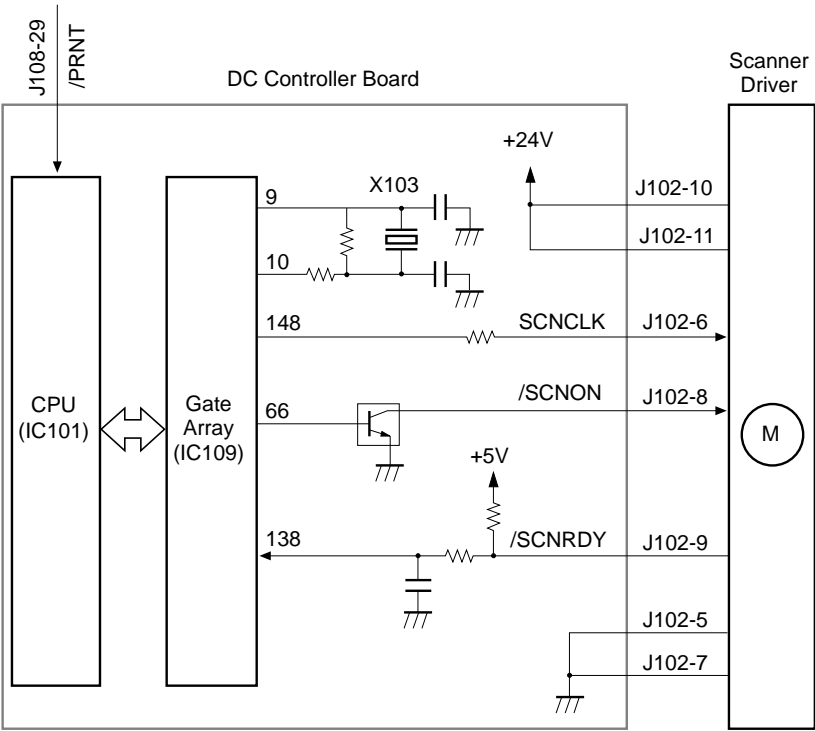 J108-29
/PRNT
DC Controller Board
Scanner
Driver
+24V
J102-10
9
X103
J102-11
10
148
SCNCLK
J102-6
CPU
(IC101)
Gate
Array
(IC109)
66
/SCNON
J102-8
M
+5V
138
/SCNRDY
J102-9
J102-5
J102-7